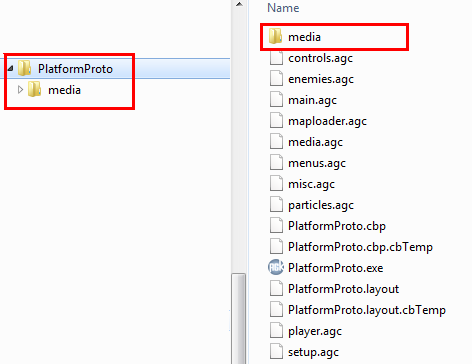 PlatformProto
media
Name
media
controls.agc
enemies.agc
main.agc
maploader.agc
media.agc
menus.agc
misc.agc
particles.agc
PlatformProto.cbp
PlatformProto.cbp.cbTemp
PlatformProto.exe
PlatformProto.layout
PlatformProto.layout.cbTemp
player.agc
setup.agc